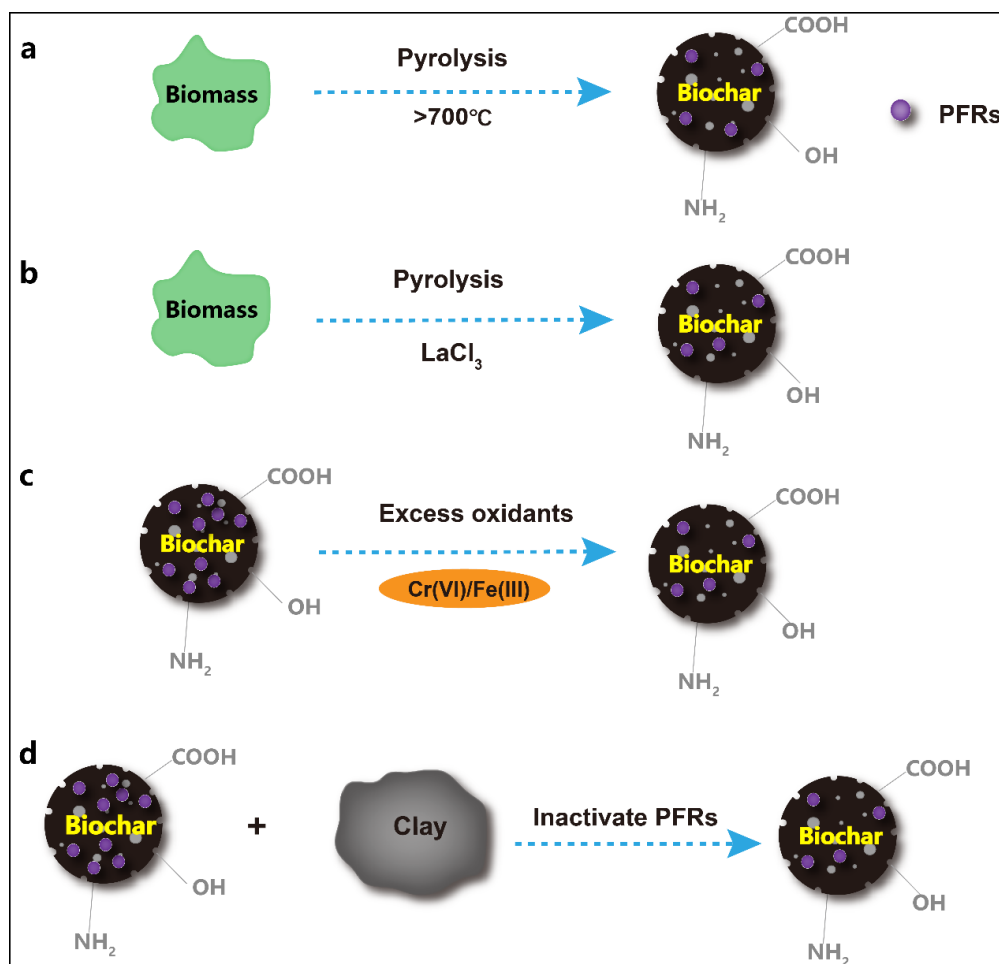 a
Biomass
Pyrolysis
>700℃
Biochar
COOH
OH
NH2
PFRs
b
Biomass
Pyrolysis
LaCl3
Biochar
COOH
OH
NH2
c
Biochar
COOH
OH
NH2
Excess oxidants
Cr(VI)/Fe(III)
Biochar
COOH
OH
NH2
d
Biochar
COOH
OH
NH2
+
Clay
Inactivate PFRs
Biochar
COOH
OH
NH2